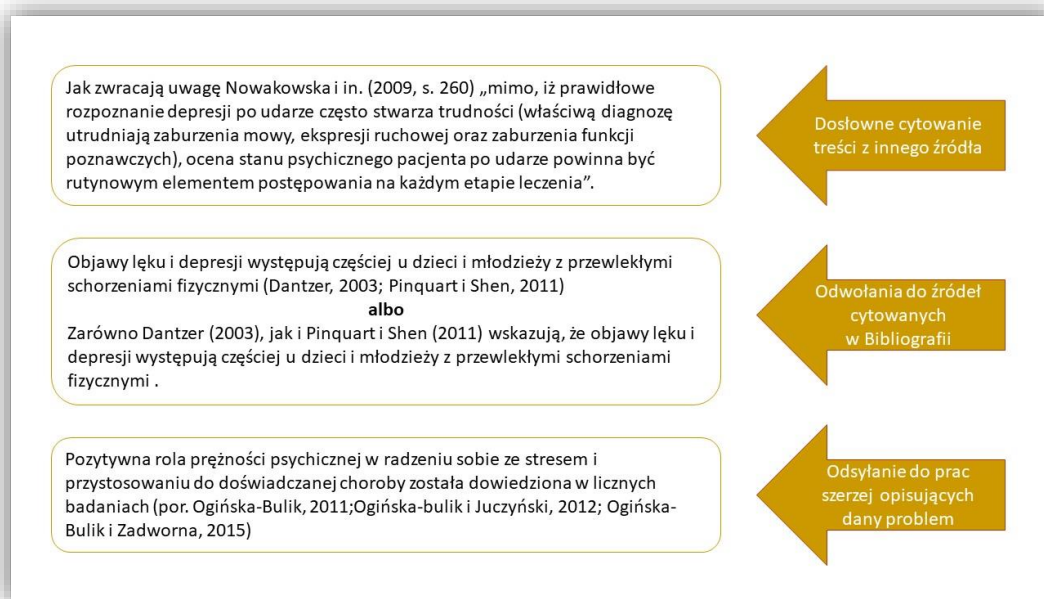 Jak zwracają uwagę Nowakowska i in. (2009, s. 260) „mimo, iż prawidłowe
rozpoznanie depresji po udarze często stwarza trudności (właściwą diagnozę
utrudniają zaburzenia mowy, ekspresji ruchowej oraz zaburzenia funkcji
poznawczych), ocena stanu psychicznego pacjenta po udarze powinna być
rutynowym elementem postępowania na każdym etapie leczenia”.
Dosłowne cytowanie
treści z innego źródła
Objawy lęku i depresji występują częściej u dzieci i młodzieży z przewlekłymi
schorzeniami fizycznymi (Dantzer, 2003; Pinquart i Shen, 2011)
albo
Zarówno Dantzer (2003), jak i Pinquart i Shen (2011) wskazują, że objawy lęku i
depresji występują częściej u dzieci i młodzieży z przewlekłymi schorzeniami
fizycznymi .
Odwołania do źródeł
cytowanych
w Bibliografii
Pozytywna rola prężności psychicznej w radzeniu sobie ze stresem i
przystosowaniu do doświadczanej choroby została dowiedziona w licznych
badaniach (por. Ogińska-Bulik, 2011;Ogińska-bulik i Juczyński, 2012; Ogińska-
Bulik i Zadworna, 2015)
Odsyłanie do prac
szerzej opisujących
dany problem